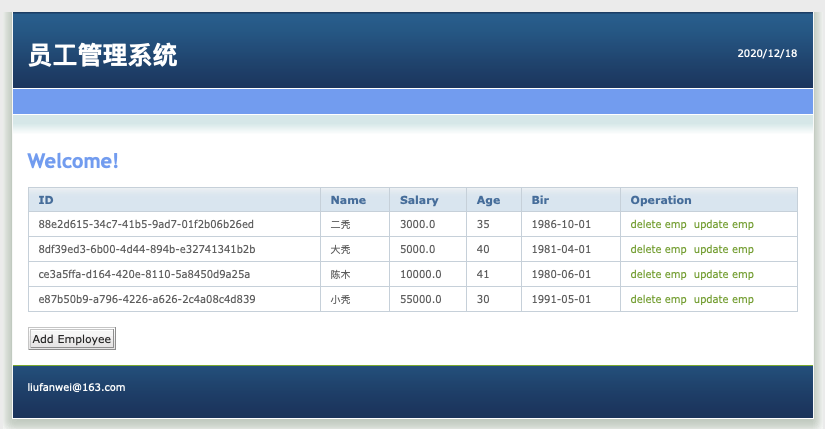 员工管理系统
2020/12/18
Welcome!
ID Name Salary Age Bir Operation
88e2d615-34c7-41b5-9ad7-01f2b06b26ed 二秃 3000.0 35 1986-10-01 delete emp update emp
8df39ed3-6b00-4d44-894b-e32741341b2b 大秃 5000.0 40 1981-04-01 delete emp update emp
ce3a5ffa-d164-420e-8110-5a8450d9a25a 陈木 10000.0 41 1980-06-01 delete emp update emp
e87b50b9-a796-4226-a626-2c4a08c4d839 小秃 55000.0 30 1991-05-01 delete emp update emp
Add Employee
liufanwei@163.com